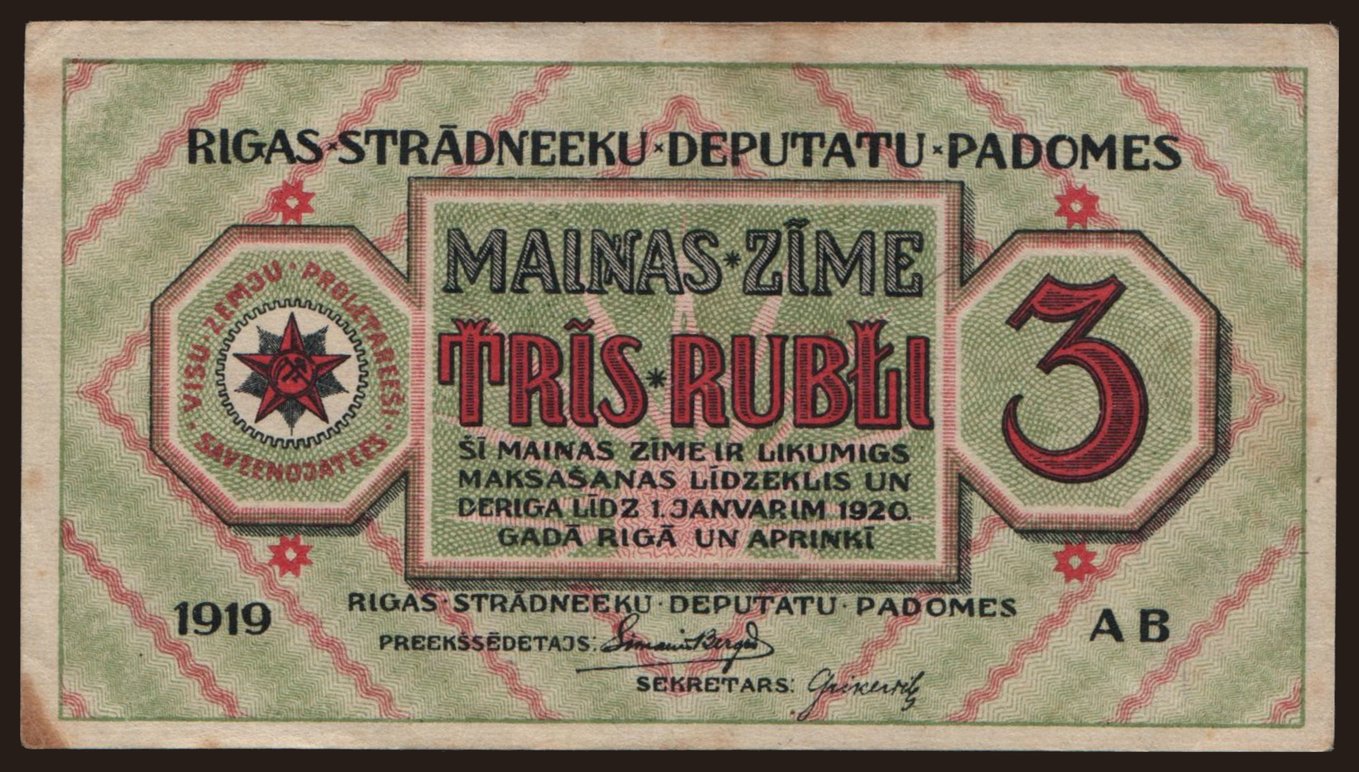 RIGAS × STRĀDNEEKU × DEPUTATU × PADOMES
VISU · ZEMJU · PROLETAREEŠI · SAVEENOJATEES ·
MAIŅAS * ZĪME
TRĪS * RUBĻI
3
ŠĪ MAIŅAS ZĪME IR LIKUMIGS
MAKSAŠANAS LĪDZEKLIS UN
DERIGA LĪDZ 1. JANVARIM 1920.
GADĀ RIGĀ UN APRINĶĪ
RIGAS · STRĀDNEEKU · DEPUTATU · PADOMES
1919
AB
PREEKŠSĒDETAJS:
SEKRETARS: